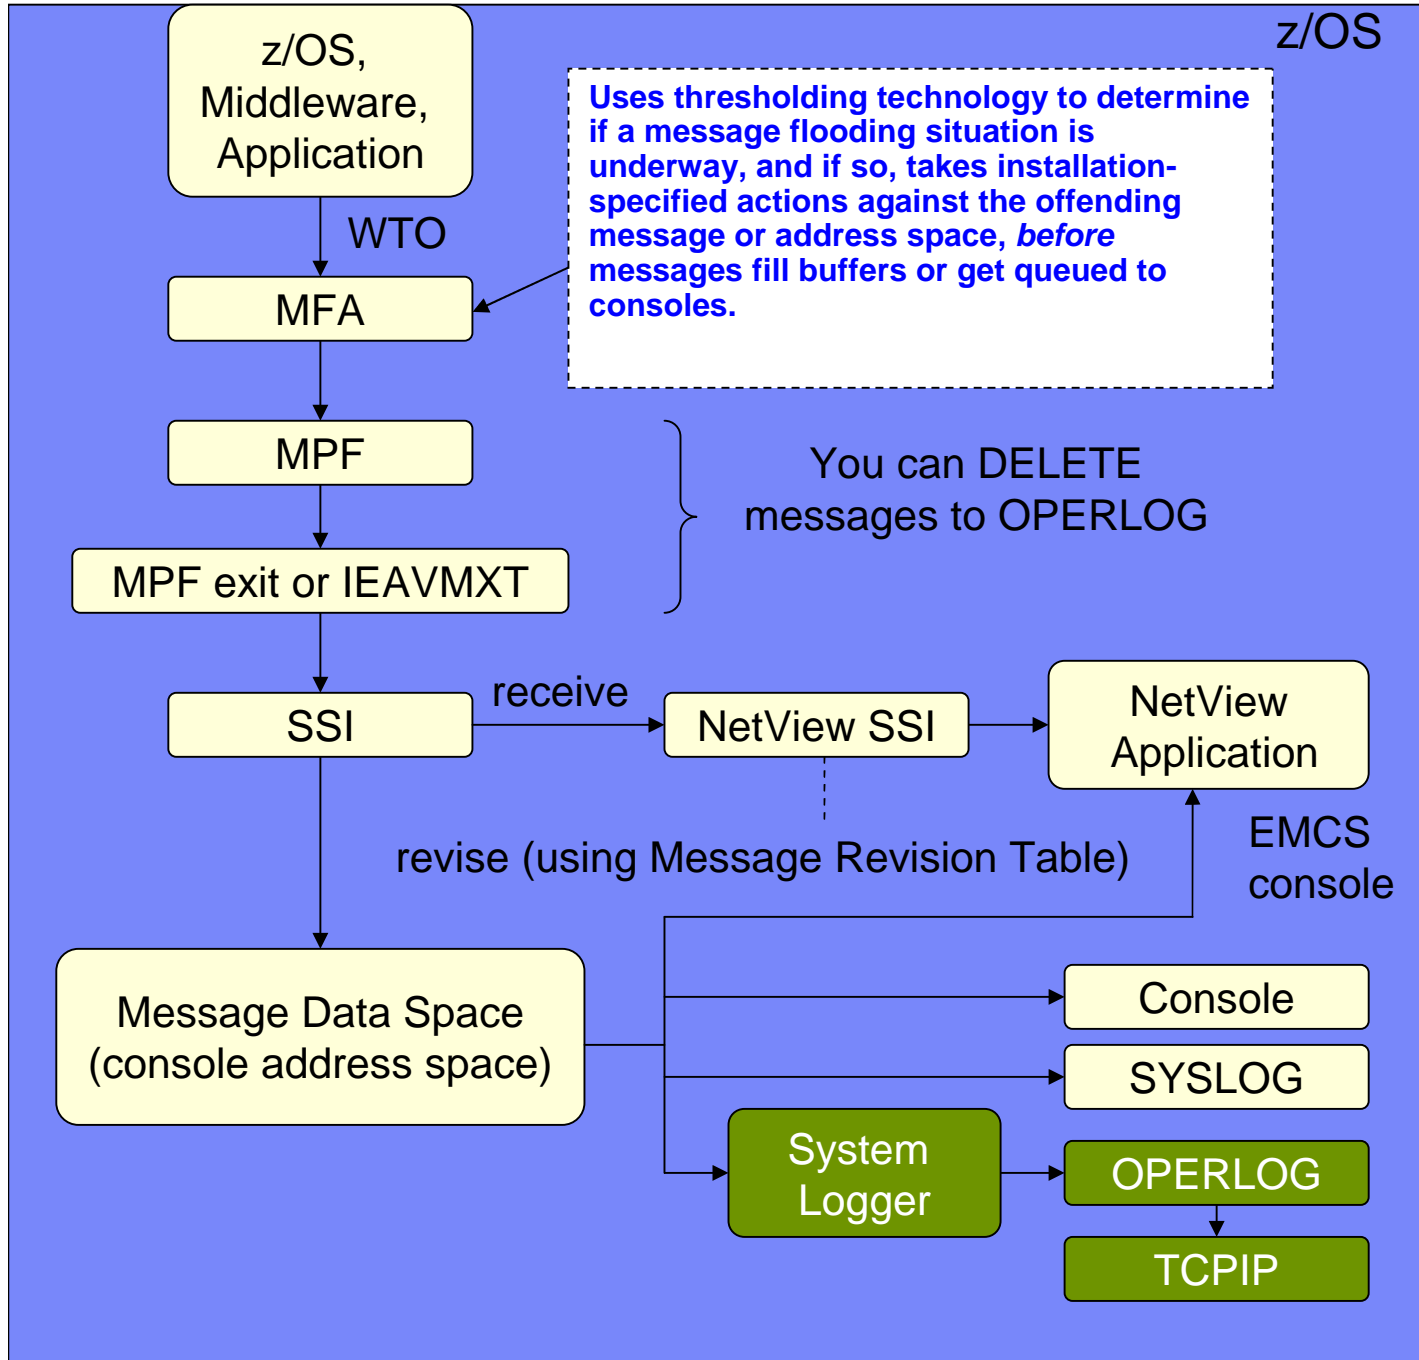 z/OS
z/OS,
Middleware,
Application
Uses thresholding technology to determine
if a message flooding situation is
underway, and if so, takes installation-
specified actions against the offending
message or address space, before
messages fill buffers or get queued to
consoles.
WTO
MFA
MPF
You can DELETE
messages to OPERLOG
MPF exit or IEAVMXT
SSI
receive
NetView SSI
NetView
Application
revise (using Message Revision Table)
EMCS
console
Message Data Space
(console address space)
Console
SYSLOG
System
Logger
OPERLOG
TCPIP